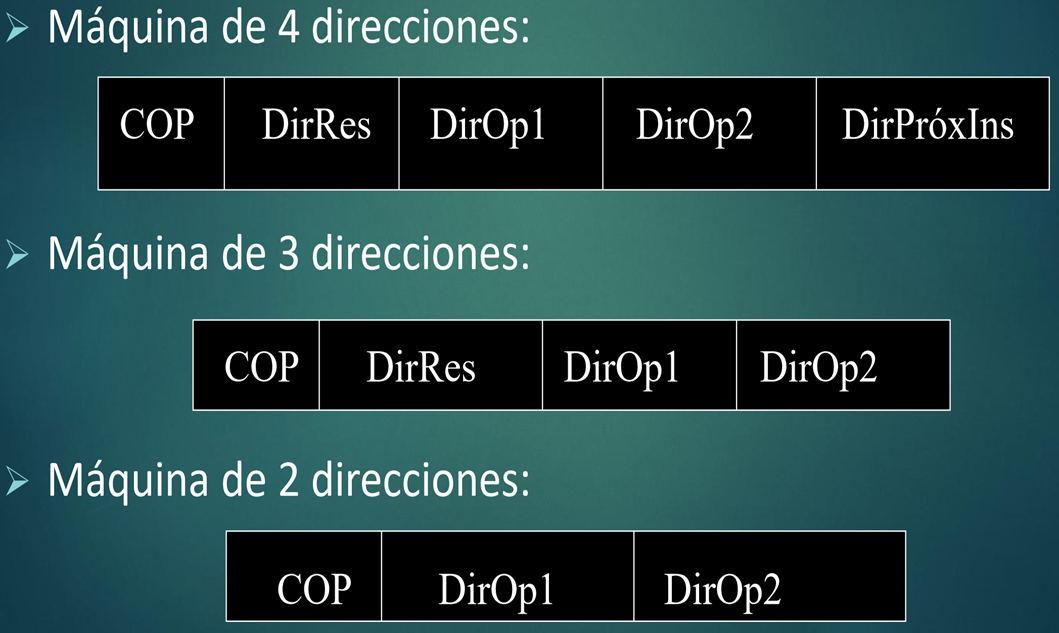 ➢ Máquina de 4 direcciones:
COP DirRes DirOp1 DirOp2 DirPróxIns
➢ Máquina de 3 direcciones:
COP DirRes DirOp1 DirOp2
➢ Máquina de 2 direcciones:
COP DirOp1 DirOp2